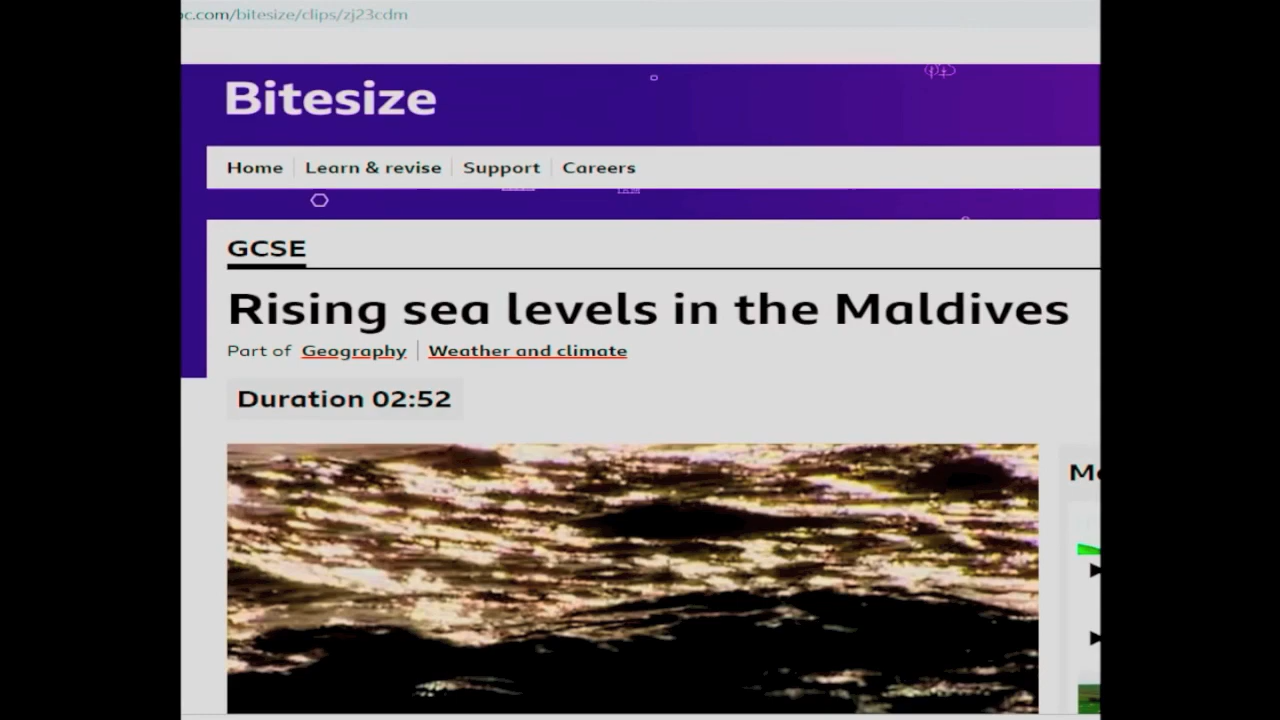 c.com/bitesize/clips/zj23cdm
Bitesize
Home Learn & revise Support Careers
GCSE
Rising sea levels in the Maldives
Part of Geography Weather and climate
Duration 02:52